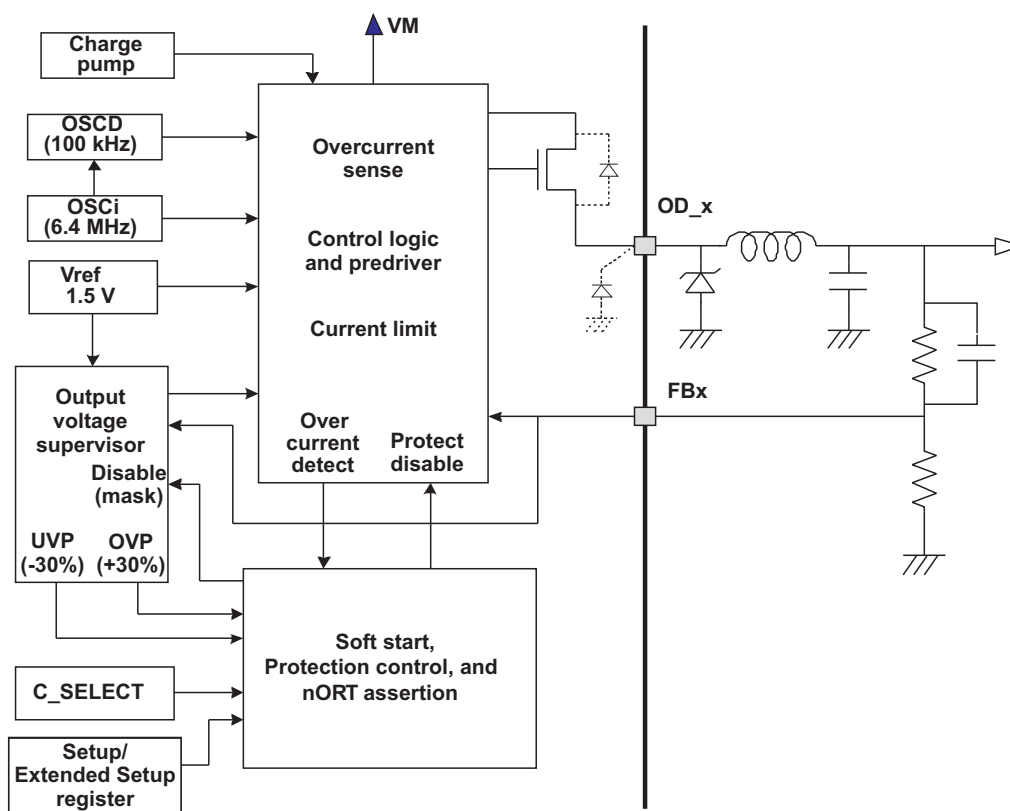 VM
Charge
pump
OSCD
(100 kHz)
Overcurrent
sense
OSCi
(6.4 MHz)
OD_x
Control logic
and predriver
Vref
1.5 V
Current limit
Output
voltage
supervisor
FBx
Over
current
detect
Protect
disable
Disable
(mask)
UVP
(-30%)
OVP
(+30%)
Soft start,
Protection control, and
nORT assertion
C_SELECT
Setup/
Extended Setup
register